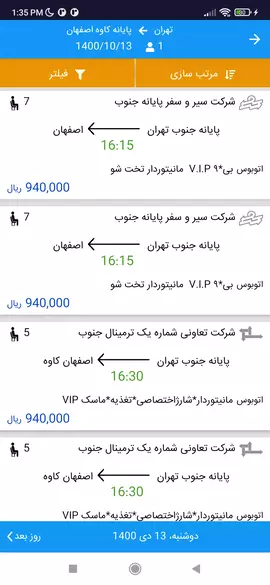 1:35 PM
تهران ← پایانه کاوه اصفهان
1400/10/13 1
مرتب سازی
فیلتر
شرکت سیر و سفر پایانه جنوب 7
پایانه جنوب تهران اصفهان
16:15
اتوبوس بی*۹ V.I.P مانیتوردار تخت شو
940,000 ریال
شرکت سیر و سفر پایانه جنوب 7
پایانه جنوب تهران اصفهان
16:15
اتوبوس بی*۹ V.I.P مانیتوردار تخت شو
940,000 ریال
شرکت تعاونی شماره یک ترمینال جنوب 5
پایانه جنوب تهران اصفهان کاوه
16:30
اتوبوس مانیتوردار*شارژاختصاصی*تغذیه*ماسک VIP
940,000 ریال
شرکت تعاونی شماره یک ترمینال جنوب 5
پایانه جنوب تهران اصفهان کاوه
16:30
اتوبوس مانیتوردار*شارژاختصاصی*تغذیه*ماسک VIP
دوشنبه، 13 دی 1400
روز بعد